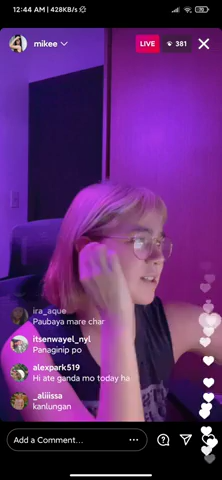 12:44 AM | 428KB/s
70
mikee
LIVE
381
ira_aque
Paubaya mare char
itsenwayel_nyl
Panaginip po
alexpark519
Hi ate ganda mo today ha
_aliiissa
kanlungan
Add a Comment...